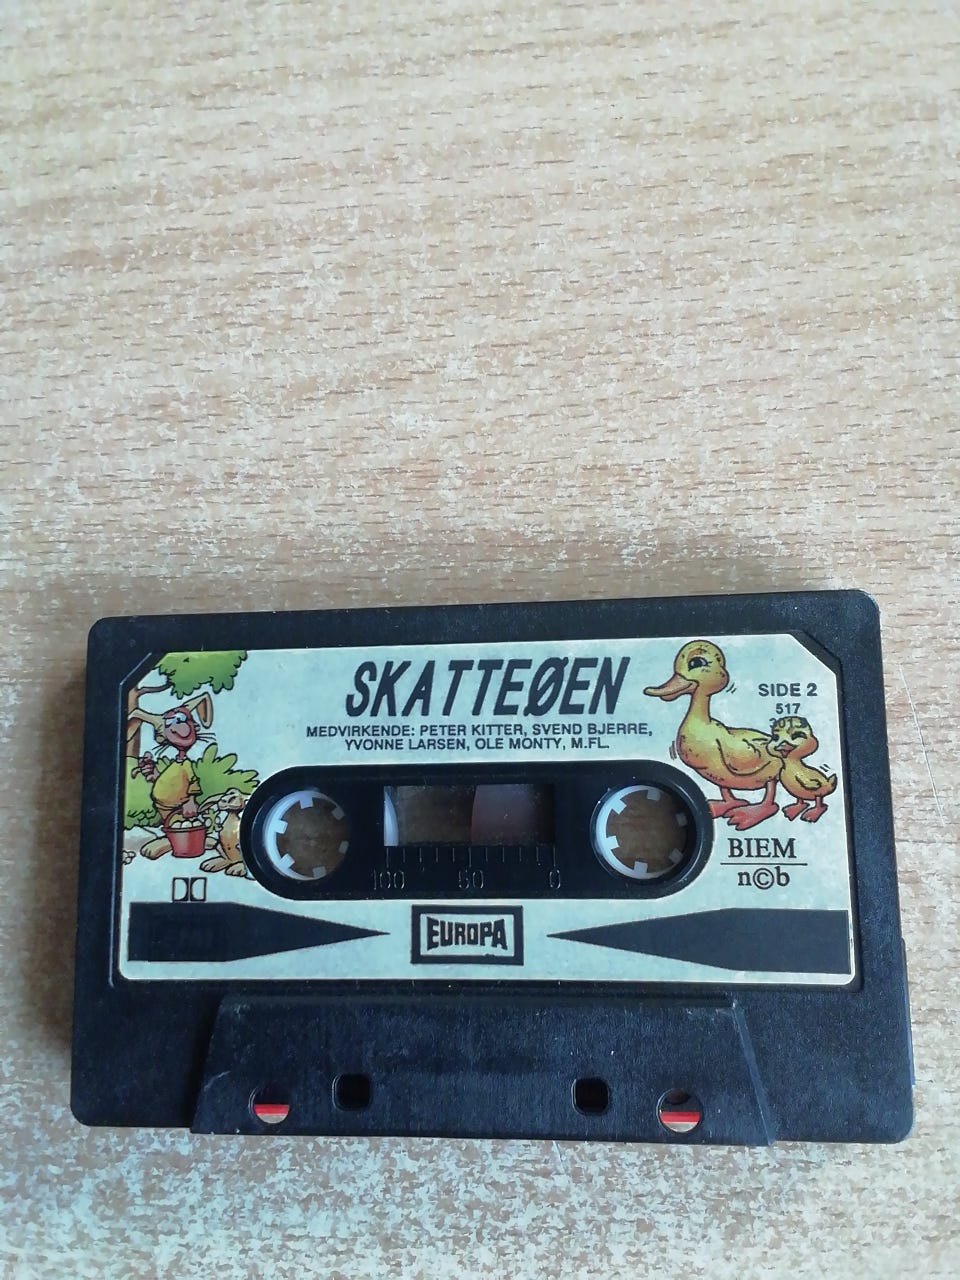 SKATTEØEN
MEDVIRKENDE: PETER KITTER, SVEND BJERRE,
YVONNE LARSEN, OLE MONTY, M.FL.
SIDE 2
517
100 50 0
BIEM
n©b
EUROPA